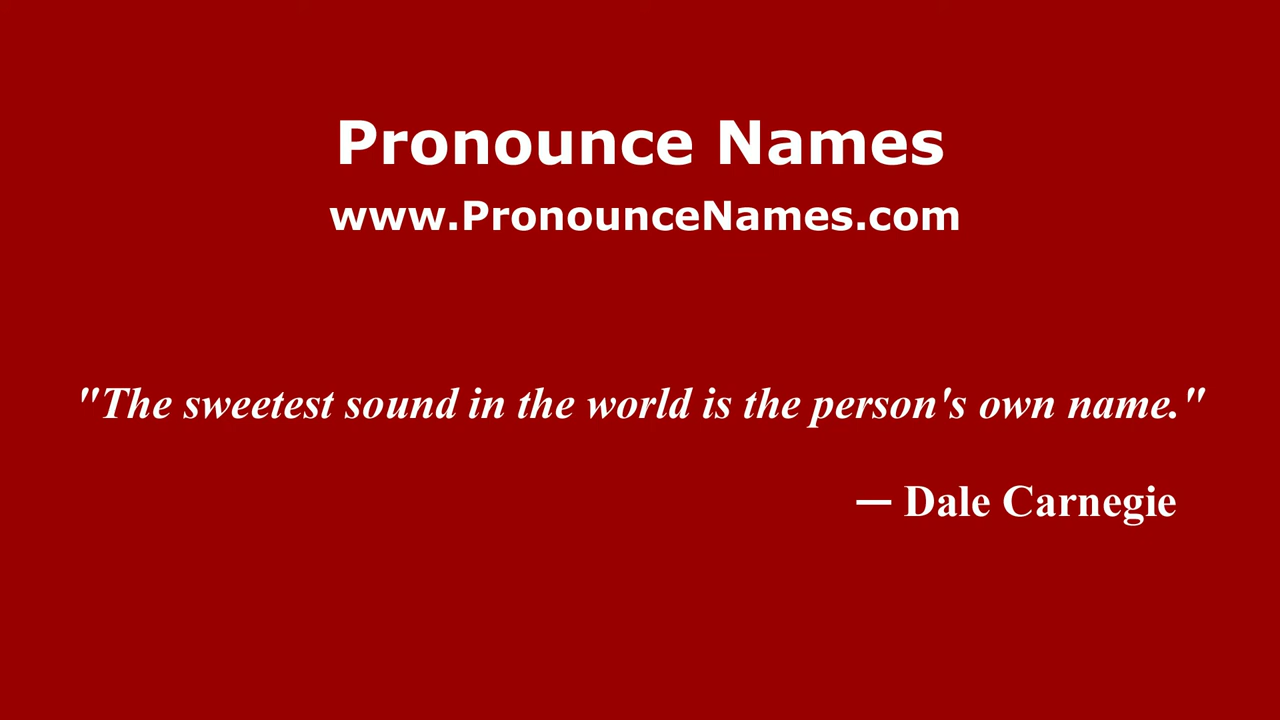 Pronounce Names
www.PronounceNames.com
"The sweetest sound in the world is the person's own name."
— Dale Carnegie